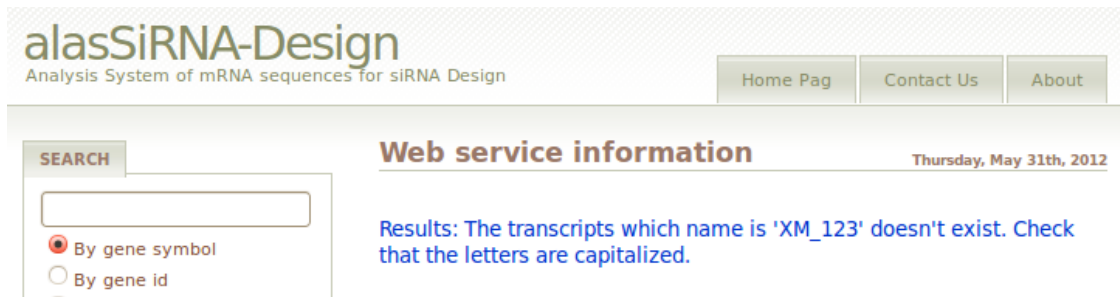 alasSiRNA-Design
Analysis System of mRNA sequences for siRNA Design
Home Pag
Contact Us
About
SEARCH
By gene symbol
By gene id
Web service information
Thursday, May 31th, 2012
Results: The transcripts which name is 'XM_123' doesn't exist. Check
that the letters are capitalized.